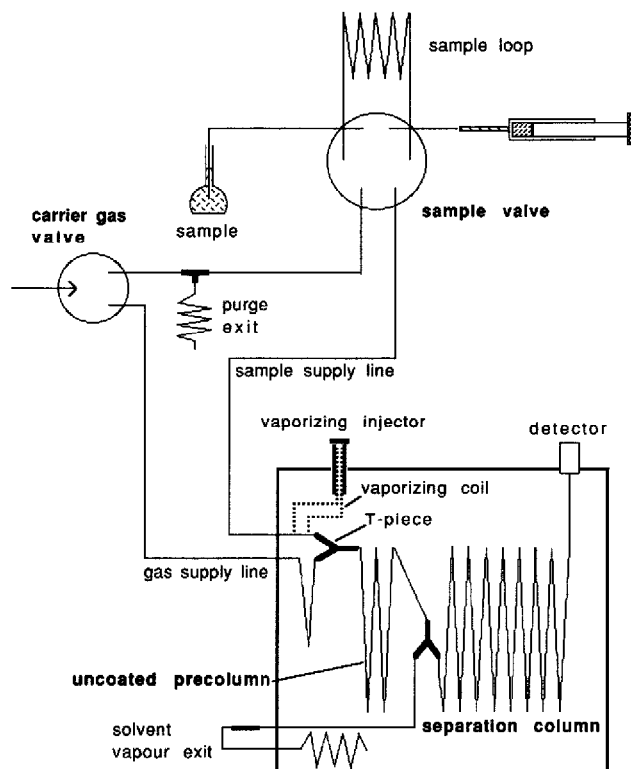 sample loop
sample valve
sample
carrier gas
valve
purge
exit
sample supply line
vaporizing injector
detector
vaporizing coil
T-piece
gas supply line
uncoated precolumn
separation column
solvent
vapour exit